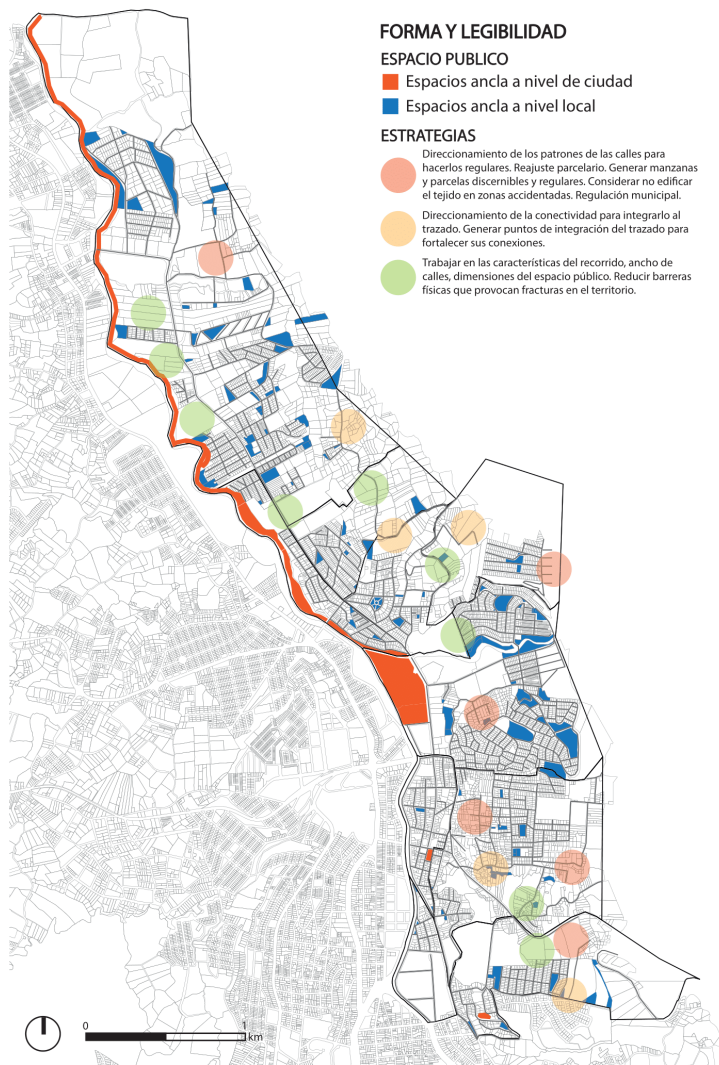 FORMA Y LEGIBILIDAD
ESPACIO PUBLICO
Espacios ancla a nivel de ciudad
Espacios ancla a nivel local
ESTRATEGIAS
Direccionamiento de los patrones de las calles para
hacerlos regulares. Reajuste parcelario. Generar manzanas
y parcelas discernibles y regulares. Considerar no edificar
el tejido en zonas accidentadas. Regulación municipal.
Direccionamiento de la conectividad para integrarlo al
trazado. Generar puntos de integración del trazado para
fortalecer sus conexiones.
Trabajar en las características del recorrido, ancho de
calles, dimensiones del espacio público. Reducir barreras
físicas que provocan fracturas en el territorio.
0 1
km